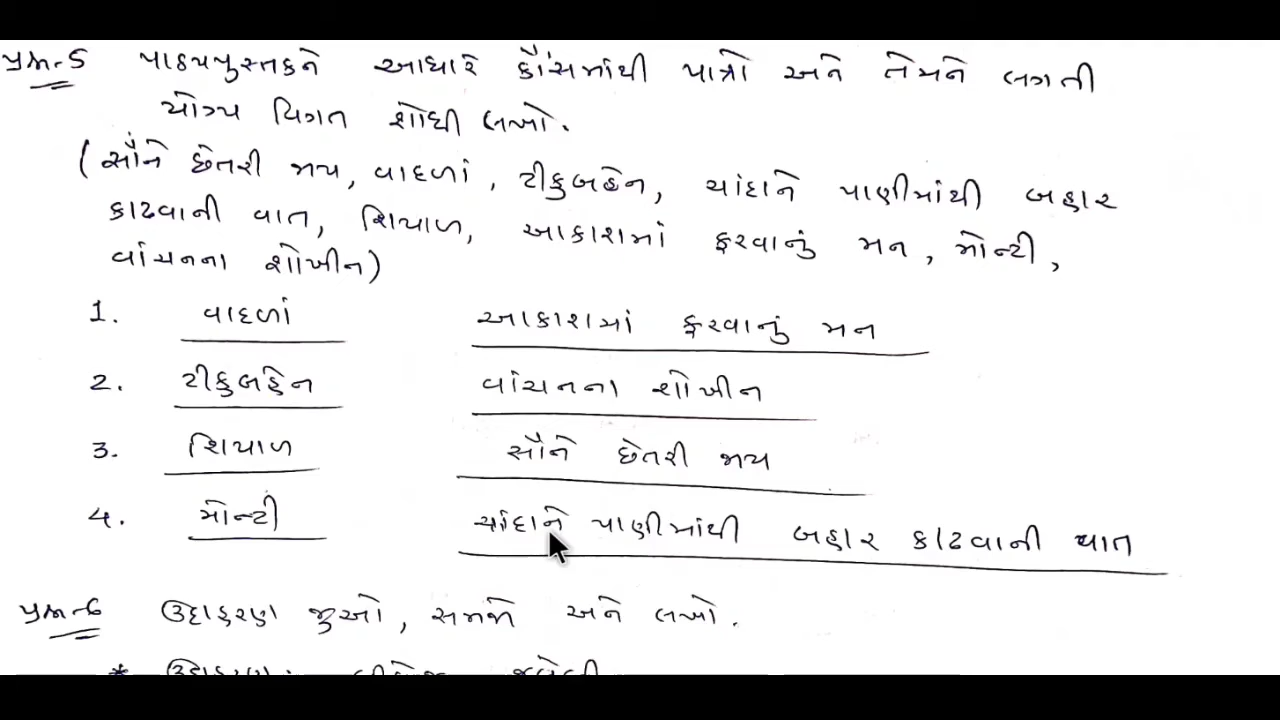 પ્રશ્ન-5 પાઠ્યપુસ્તકને આધારે કૌંસમાંથી પાત્રો અને તેમને લગતી
યોગ્ય વિગત શોધી લખો.
(સૌને છેતરી જાય, વાદળાં, ટીકુબહેન, ચાંદાને પાણીમાંથી બહાર
કાઢવાની વાત, શિયાળ, આકાશમાં ફરવાનું મન, મોન્ટી,
વાંચનના શોખીન)
1. વાદળાં આકાશમાં ફરવાનું મન
2. ટીકુબહેન વાંચનના શોખીન
3. શિયાળ સૌને છેતરી જાય
4. મોન્ટી ચાંદાને પાણીમાંથી બહાર કાઢવાની વાત
પ્રશ્ન-6 ઉદાહરણ જુઓ, સમજો અને લખો.
* ઉદાહરણ: